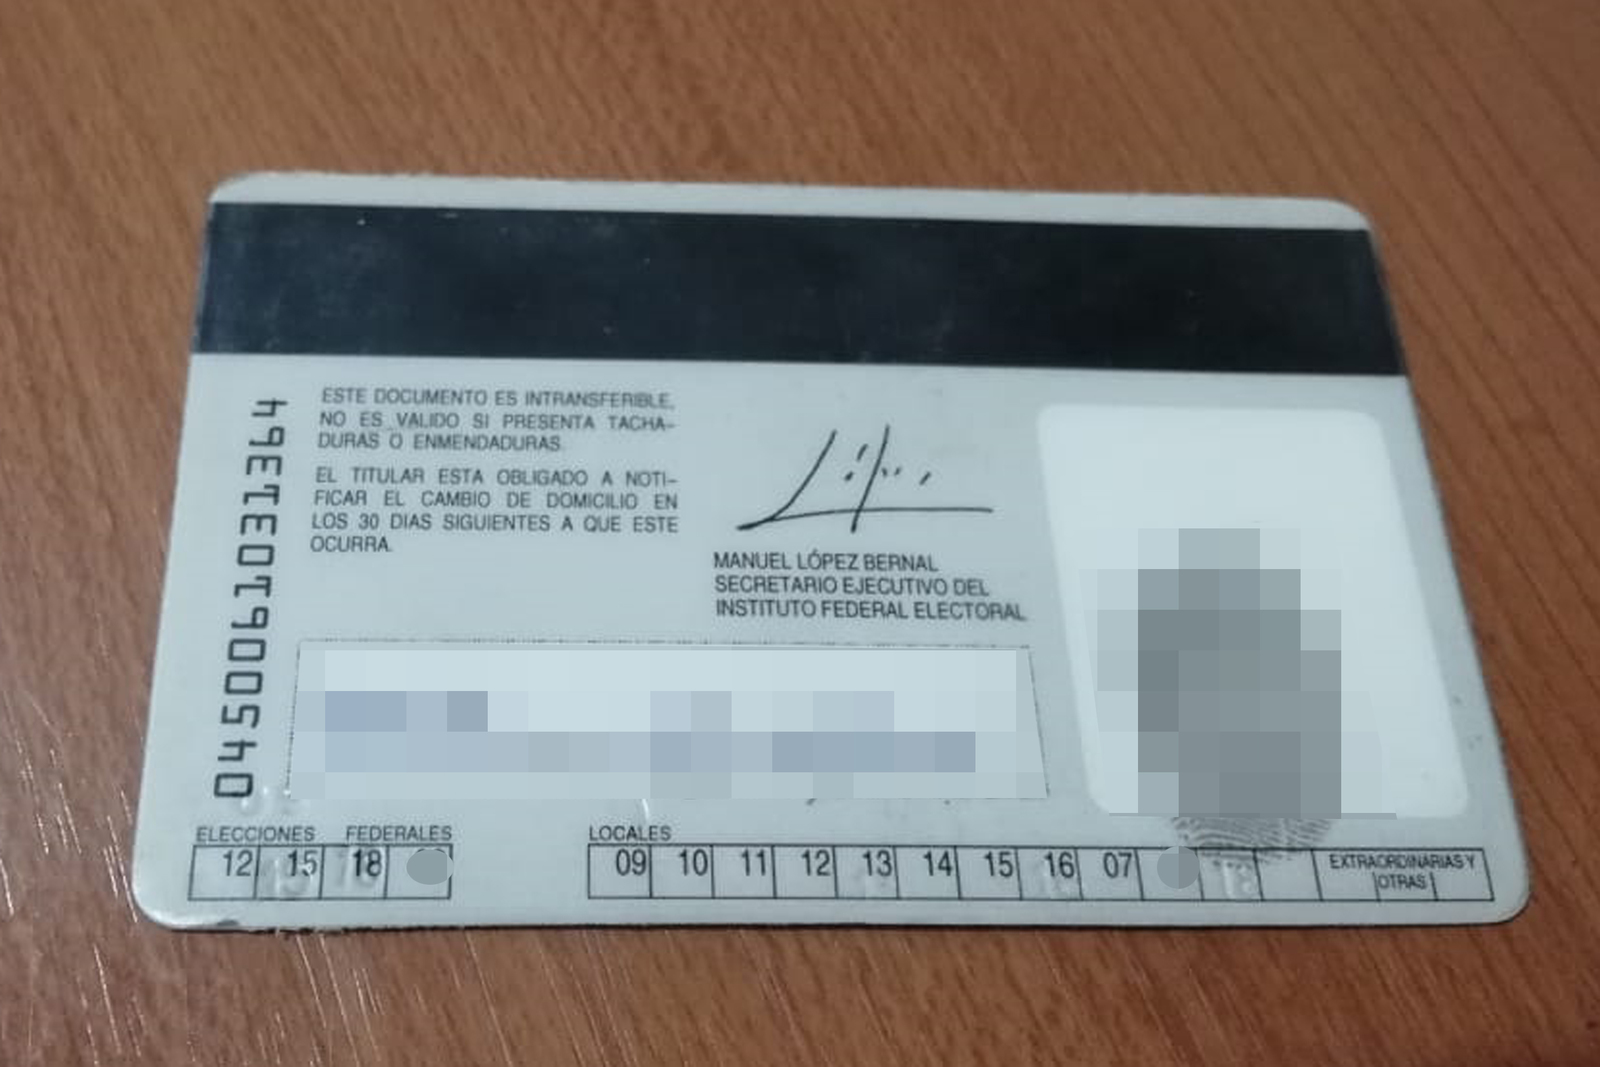 0450061031364
ESTE DOCUMENTO ES INTRANSFERIBLE,
NO ES VALIDO SI PRESENTA TACHA-
DURAS O ENMENDADURAS.
EL TITULAR ESTA OBLIGADO A NOTI-
FICAR EL CAMBIO DE DOMICILIO EN
LOS 30 DIAS SIGUIENTES A QUE ESTE
OCURRA.
MANUEL LÓPEZ BERNAL
SECRETARIO EJECUTIVO DEL
INSTITUTO FEDERAL ELECTORAL
ELECCIONES FEDERALES
12 15 18
LOCALES
09 10 11 12 13 14 15 16 07
EXTRAORDINARIAS Y
OTRAS